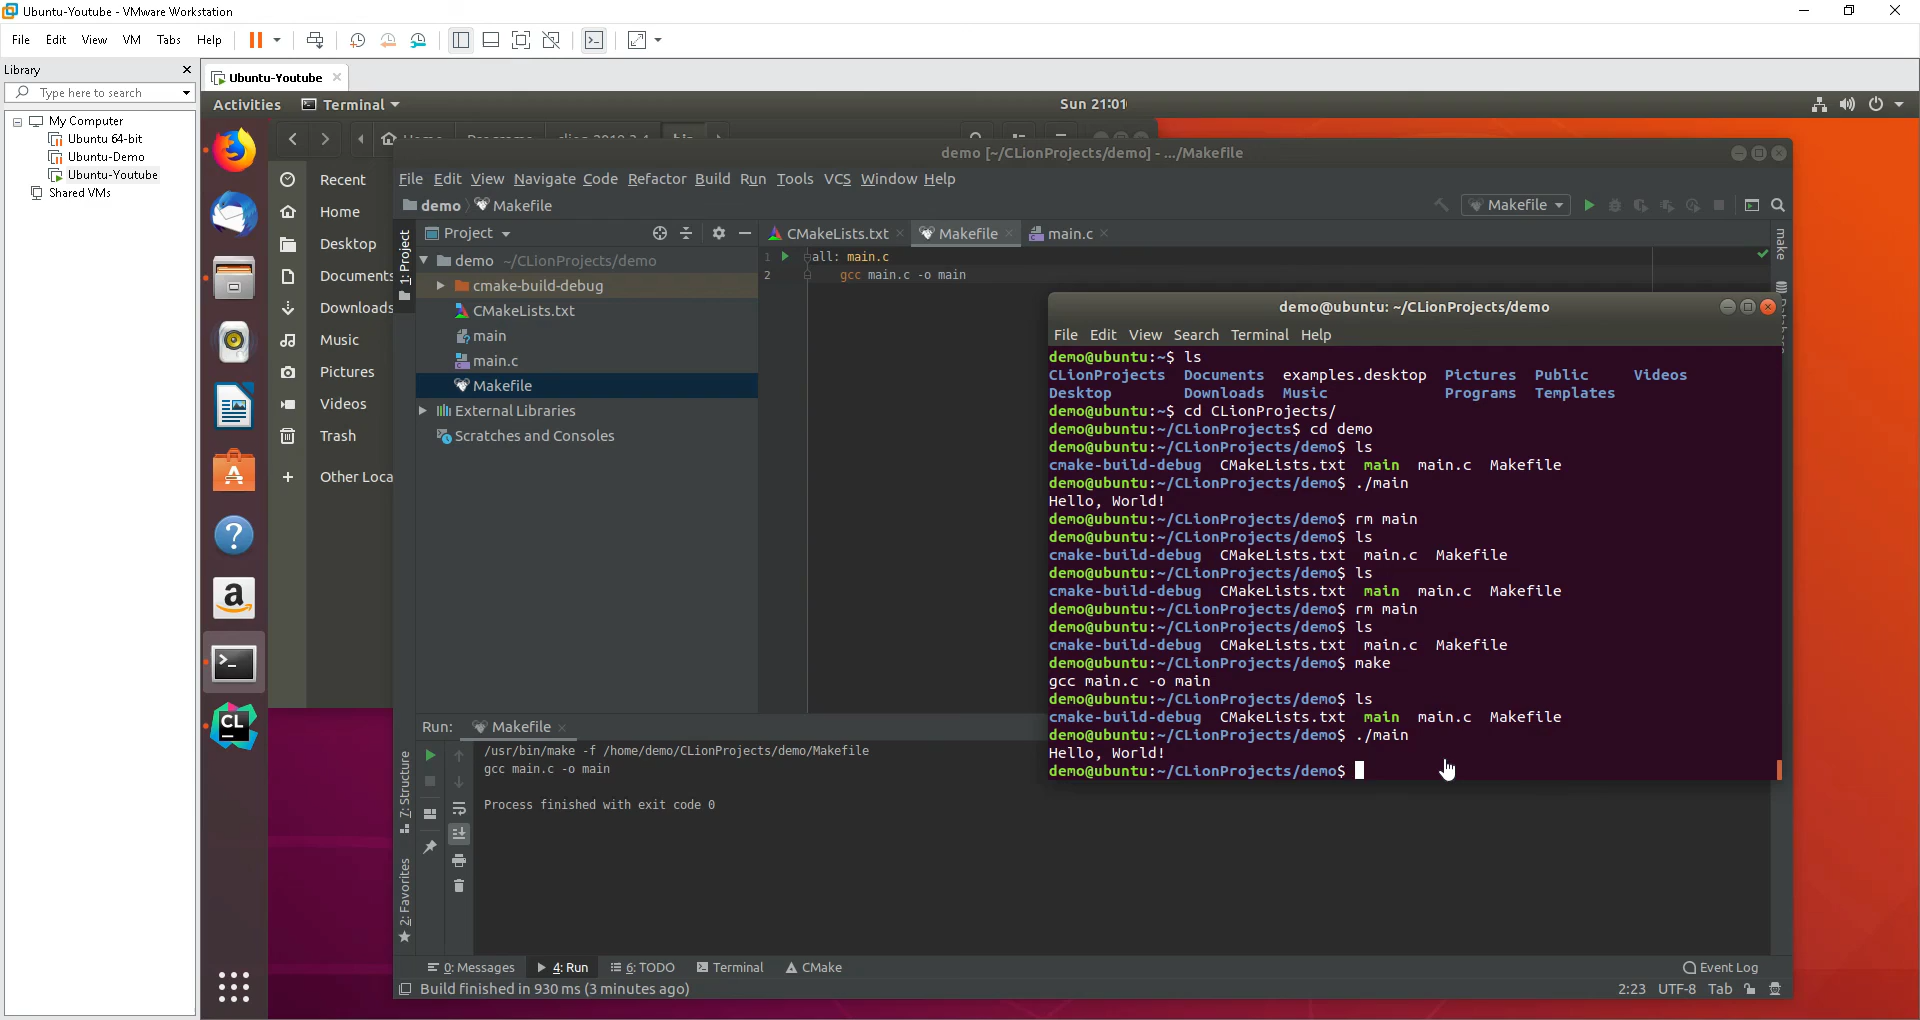 Ubuntu-Youtube - VMware Workstation
File Edit View VM Tabs Help
Library
Type here to search
My Computer
Ubuntu 64-bit
Ubuntu-Demo
Ubuntu-Youtube
Shared VMs
Ubuntu-Youtube
Activities Terminal Sun 21:01
Recent
Home
Desktop
Documents
Downloads
Music
Pictures
Videos
Trash
Other Loca
demo [~/CLionProjects/demo] - .../Makefile
File Edit View Navigate Code Refactor Build Run Tools VCS Window Help
demo Makefile
Makefile
1: Project
Project
demo ~/CLionProjects/demo
cmake-build-debug
CMakeLists.txt
main
main.c
Makefile
External Libraries
Scratches and Consoles
CMakeLists.txt Makefile main.c
1 all: main.c
2 gcc main.c -o main
make
demo@ubuntu: ~/CLionProjects/demo
File Edit View Search Terminal Help
demo@ubuntu:~$ ls
CLionProjects Documents examples.desktop Pictures Public Videos
Desktop Downloads Music Programs Templates
demo@ubuntu:~$ cd CLionProjects/
demo@ubuntu:~/CLionProjects$ cd demo
demo@ubuntu:~/CLionProjects/demo$ ls
cmake-build-debug CMakeLists.txt main main.c Makefile
demo@ubuntu:~/CLionProjects/demo$ ./main
Hello, World!
demo@ubuntu:~/CLionProjects/demo$ rm main
demo@ubuntu:~/CLionProjects/demo$ ls
cmake-build-debug CMakeLists.txt main.c Makefile
demo@ubuntu:~/CLionProjects/demo$ ls
cmake-build-debug CMakeLists.txt main main.c Makefile
demo@ubuntu:~/CLionProjects/demo$ rm main
demo@ubuntu:~/CLionProjects/demo$ ls
cmake-build-debug CMakeLists.txt main.c Makefile
demo@ubuntu:~/CLionProjects/demo$ make
gcc main.c -o main
demo@ubuntu:~/CLionProjects/demo$ ls
cmake-build-debug CMakeLists.txt main main.c Makefile
demo@ubuntu:~/CLionProjects/demo$ ./main
Hello, World!
demo@ubuntu:~/CLionProjects/demo$
Run: Makefile
/usr/bin/make -f /home/demo/CLionProjects/demo/Makefile
gcc main.c -o main
Process finished with exit code 0
7: Structure
2: Favorites
0: Messages 4: Run 6: TODO Terminal CMake Event Log
Build finished in 930 ms (3 minutes ago) 2:23 UTF-8 Tab
CL
a